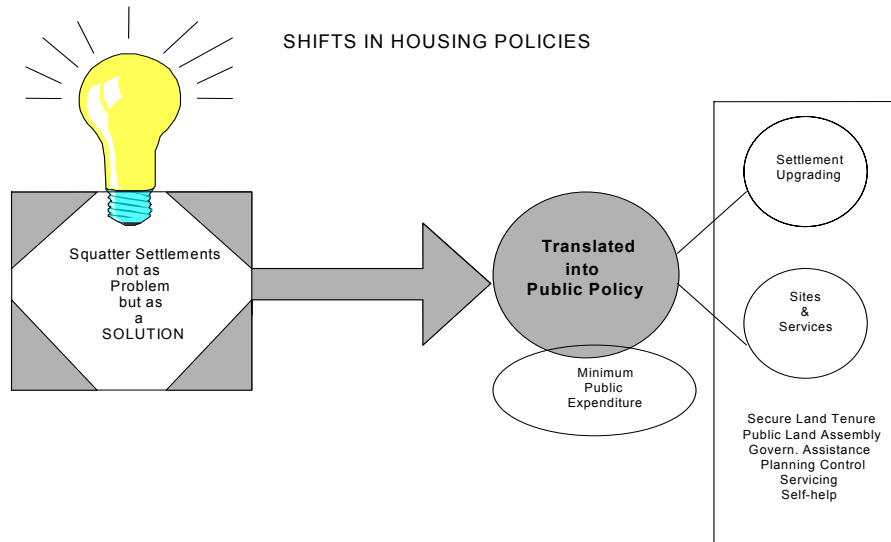 SHIFTS IN HOUSING POLICIES
Squatter Settlements
not as
Problem
but as
a
SOLUTION
Translated
into
Public Policy
Minimum
Public
Expenditure
Settlement
Upgrading
Sites
&
Services
Secure Land Tenure
Public Land Assembly
Govern. Assistance
Planning Control
Servicing
Self-help